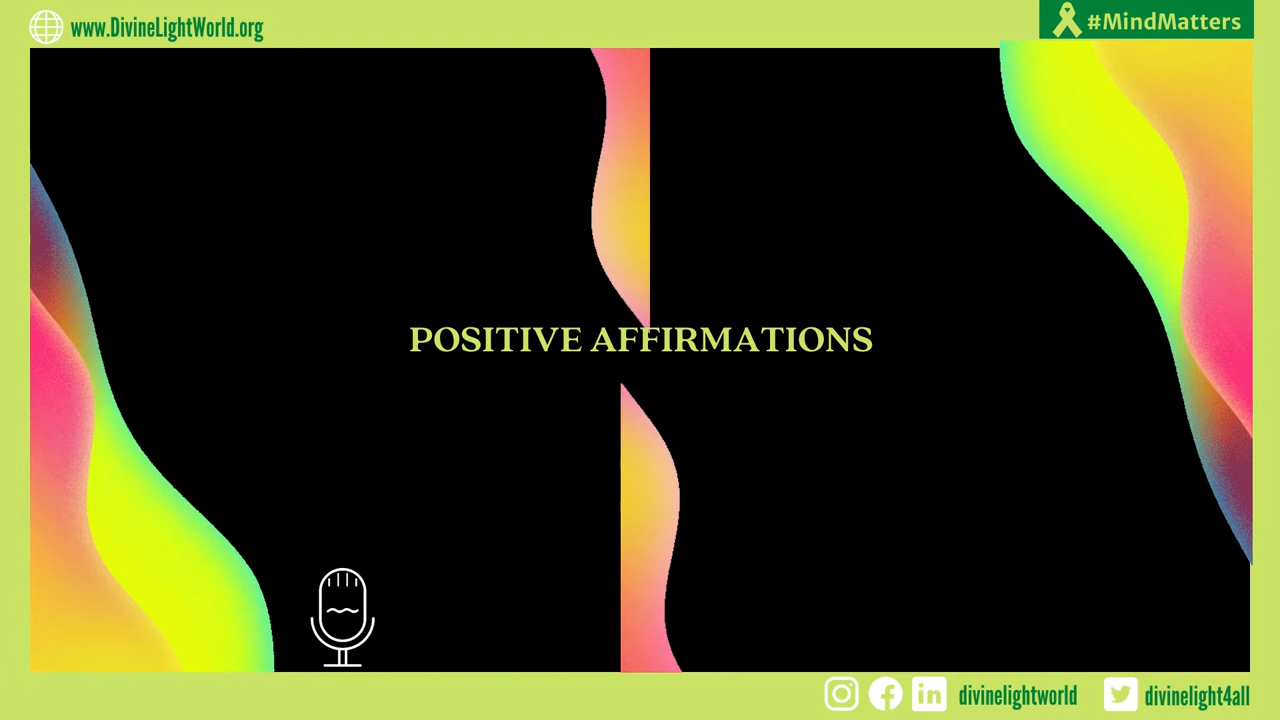 www.DivineLightWorld.org
#MindMatters
POSITIVE AFFIRMATIONS
divinelightworld
divinelight4all